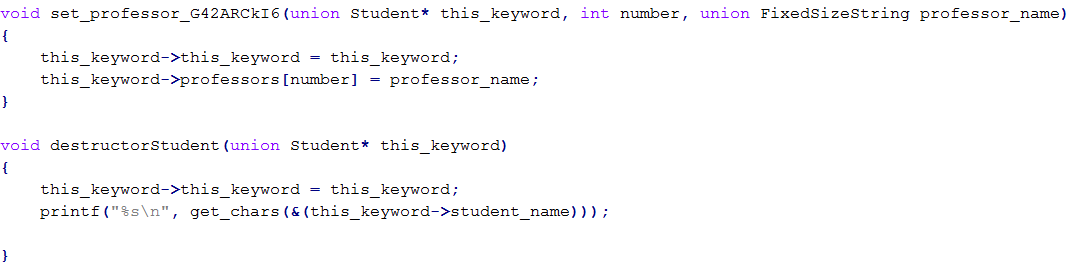 void set_professor_G42ARCkI6(union Student* this_keyword, int number, union FixedSizeString professor_name)
{
    this_keyword->this_keyword = this_keyword;
    this_keyword->professors[number] = professor_name;
}

void destructorStudent(union Student* this_keyword)
{
    this_keyword->this_keyword = this_keyword;
    printf("%s\n", get_chars(&(this_keyword->student_name)));

}